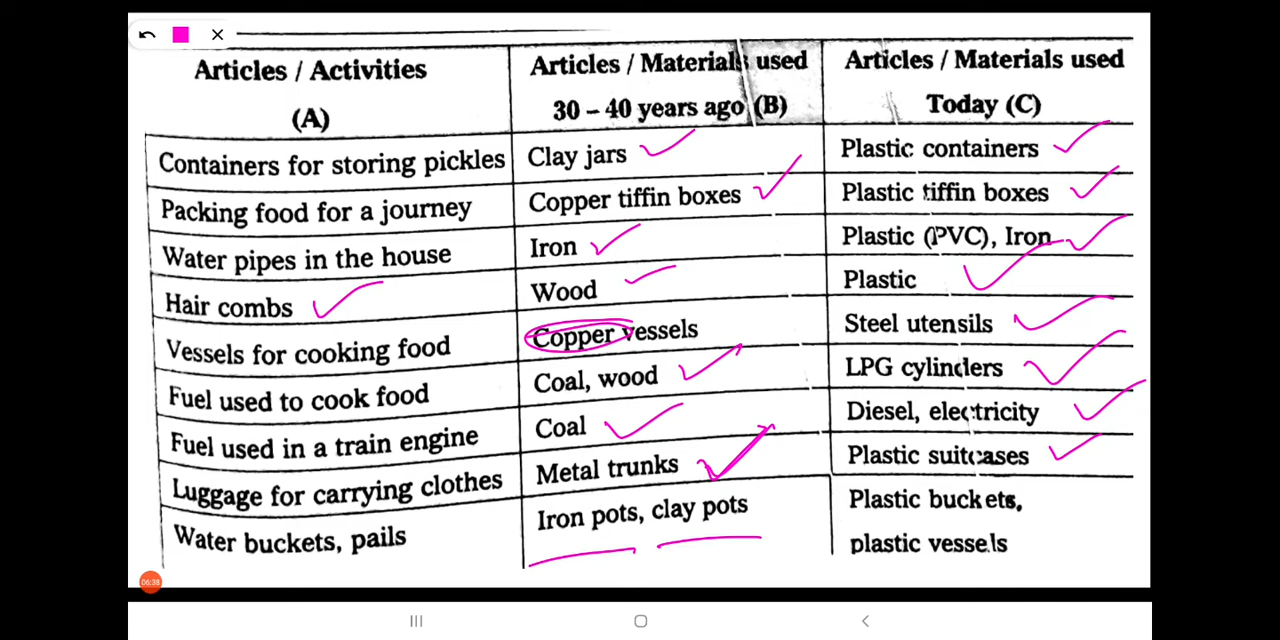 Articles / Activities
(A)
Articles / Materials used
30 – 40 years ago (B)
Articles / Materials used
Today (C)
Containers for storing pickles
Clay jars
Plastic containers
Packing food for a journey
Copper tiffin boxes
Plastic tiffin boxes
Water pipes in the house
Iron
Plastic (PVC), Iron
Hair combs
Wood
Plastic
Vessels for cooking food
Copper vessels
Steel utensils
Fuel used to cook food
Coal, wood
LPG cylinders
Fuel used in a train engine
Coal
Diesel, electricity
Luggage for carrying clothes
Metal trunks
Plastic suitcases
Water buckets, pails
Iron pots, clay pots
Plastic buckets,
plastic vessels
06:38